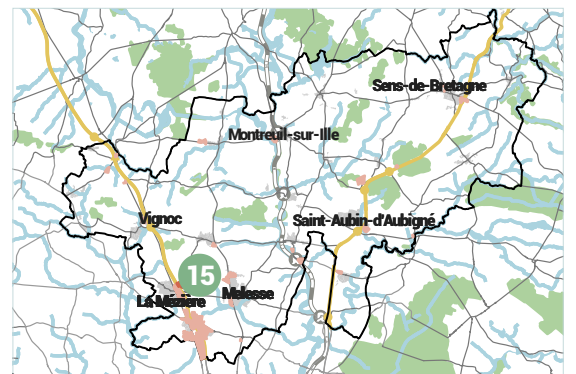 Sens-de-Bretagne
Montreuil-sur-Ille
Vignoc
Saint-Aubin-d'Aubigné
15
La Mézière
Melesse